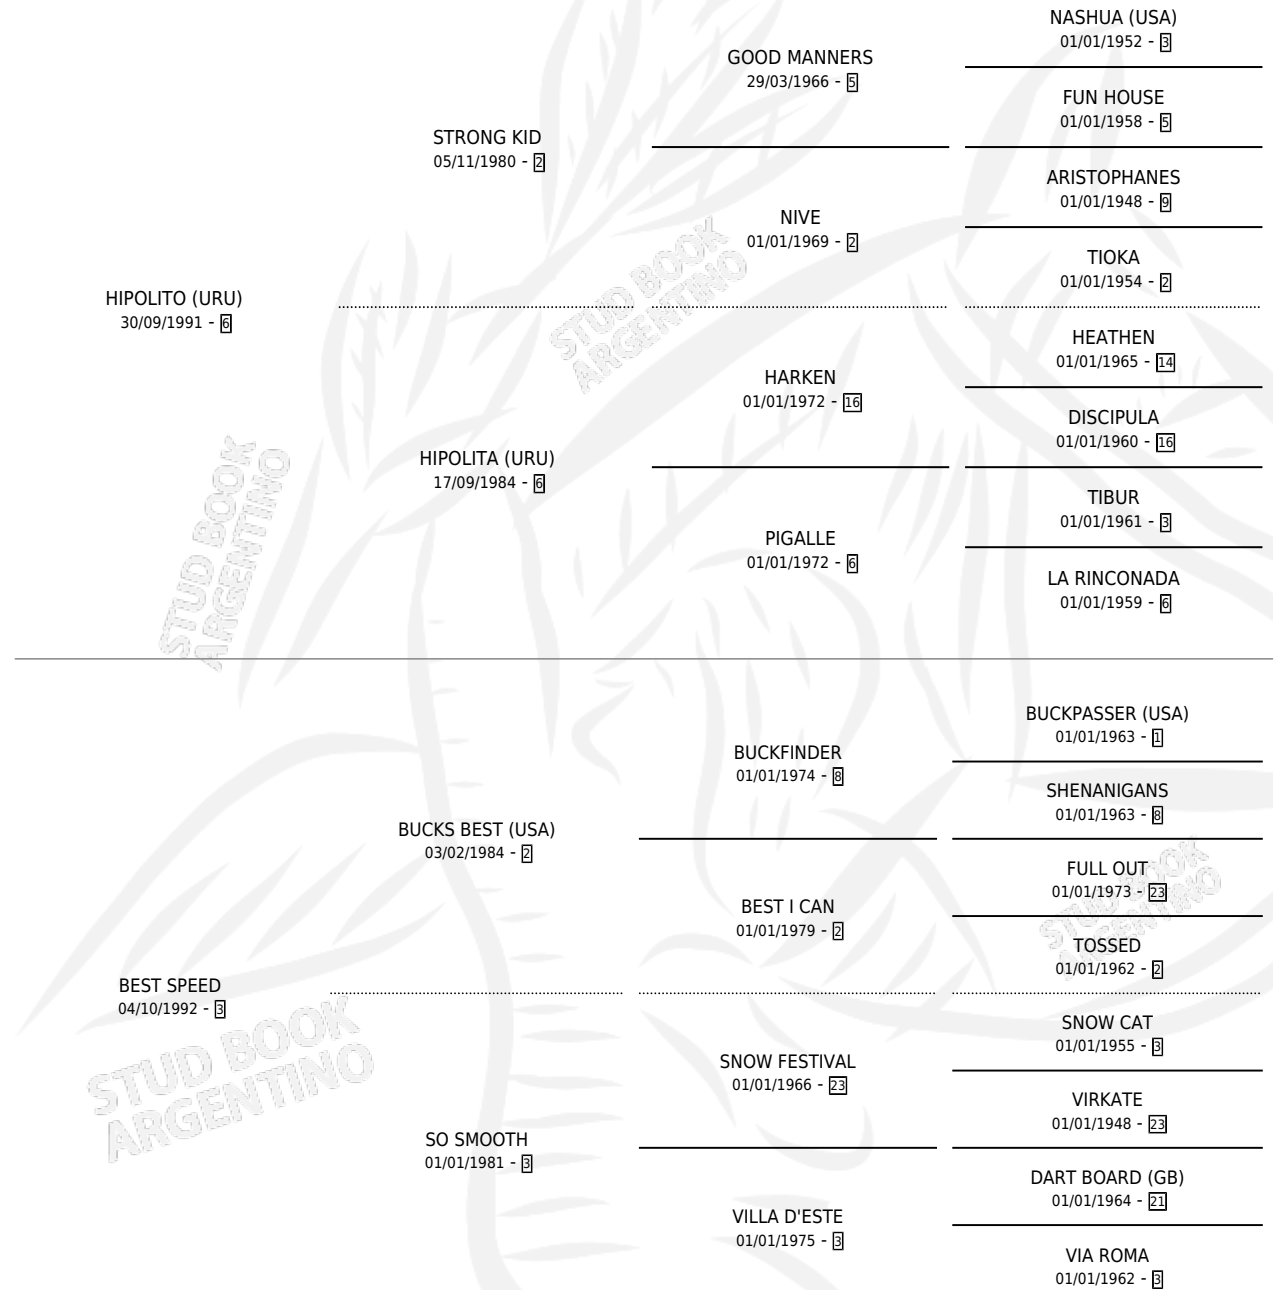 NASHUA (USA)
01/01/1952 - 3
GOOD MANNERS
29/03/1966 - 5
FUN HOUSE
01/01/1958 - 5
STRONG KID
05/11/1980 - 2
ARISTOPHANES
01/01/1948 - 9
NIVE
01/01/1969 - 2
TIOKA
01/01/1954 - 2
HIPOLITO (URU)
30/09/1991 - 6
HEATHEN
01/01/1965 - 14
HARKEN
01/01/1972 - 16
DISCIPULA
01/01/1960 - 16
HIPOLITA (URU)
17/09/1984 - 6
TIBUR
01/01/1961 - 3
PIGALLE
01/01/1972 - 6
LA RINCONADA
01/01/1959 - 6
BUCKPASSER (USA)
01/01/1963 - 1
BUCKFINDER
01/01/1974 - 8
SHENANIGANS
01/01/1963 - 8
BUCKS BEST (USA)
03/02/1984 - 2
FULL OUT
01/01/1973 - 23
BEST I CAN
01/01/1979 - 2
TOSSED
01/01/1962 - 2
BEST SPEED
04/10/1992 - 3
SNOW CAT
01/01/1955 - 3
SNOW FESTIVAL
01/01/1966 - 23
VIRKATE
01/01/1948 - 23
SO SMOOTH
01/01/1981 - 3
DART BOARD (GB)
01/01/1964 - 21
VILLA D'ESTE
01/01/1975 - 3
VIA ROMA
01/01/1962 - 3
STUD BOOK
ARGENTINO
STUD BOOK
ARGENTINO
STUD BOOK
ARGENTINO
STUD BOOK
ARGENTINO